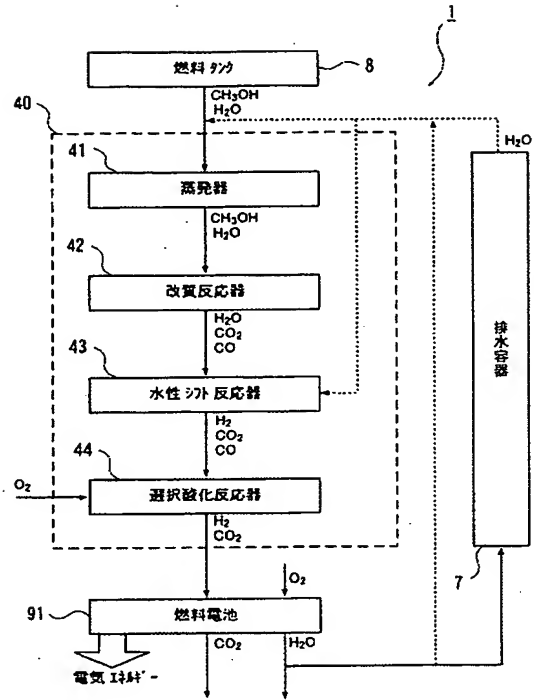 1
燃料タンク
8
CH₃OH
H₂O
40
H₂O
41
蒸発器
CH₃OH
H₂O
42
改質反応器
H₂O
CO₂
CO
43
水性シフト反応器
H₂
CO₂
CO
44
O₂
選択酸化反応器
H₂
CO₂
排水容器
7
O₂
91
燃料電池
CO₂
H₂O
電気エネルギー